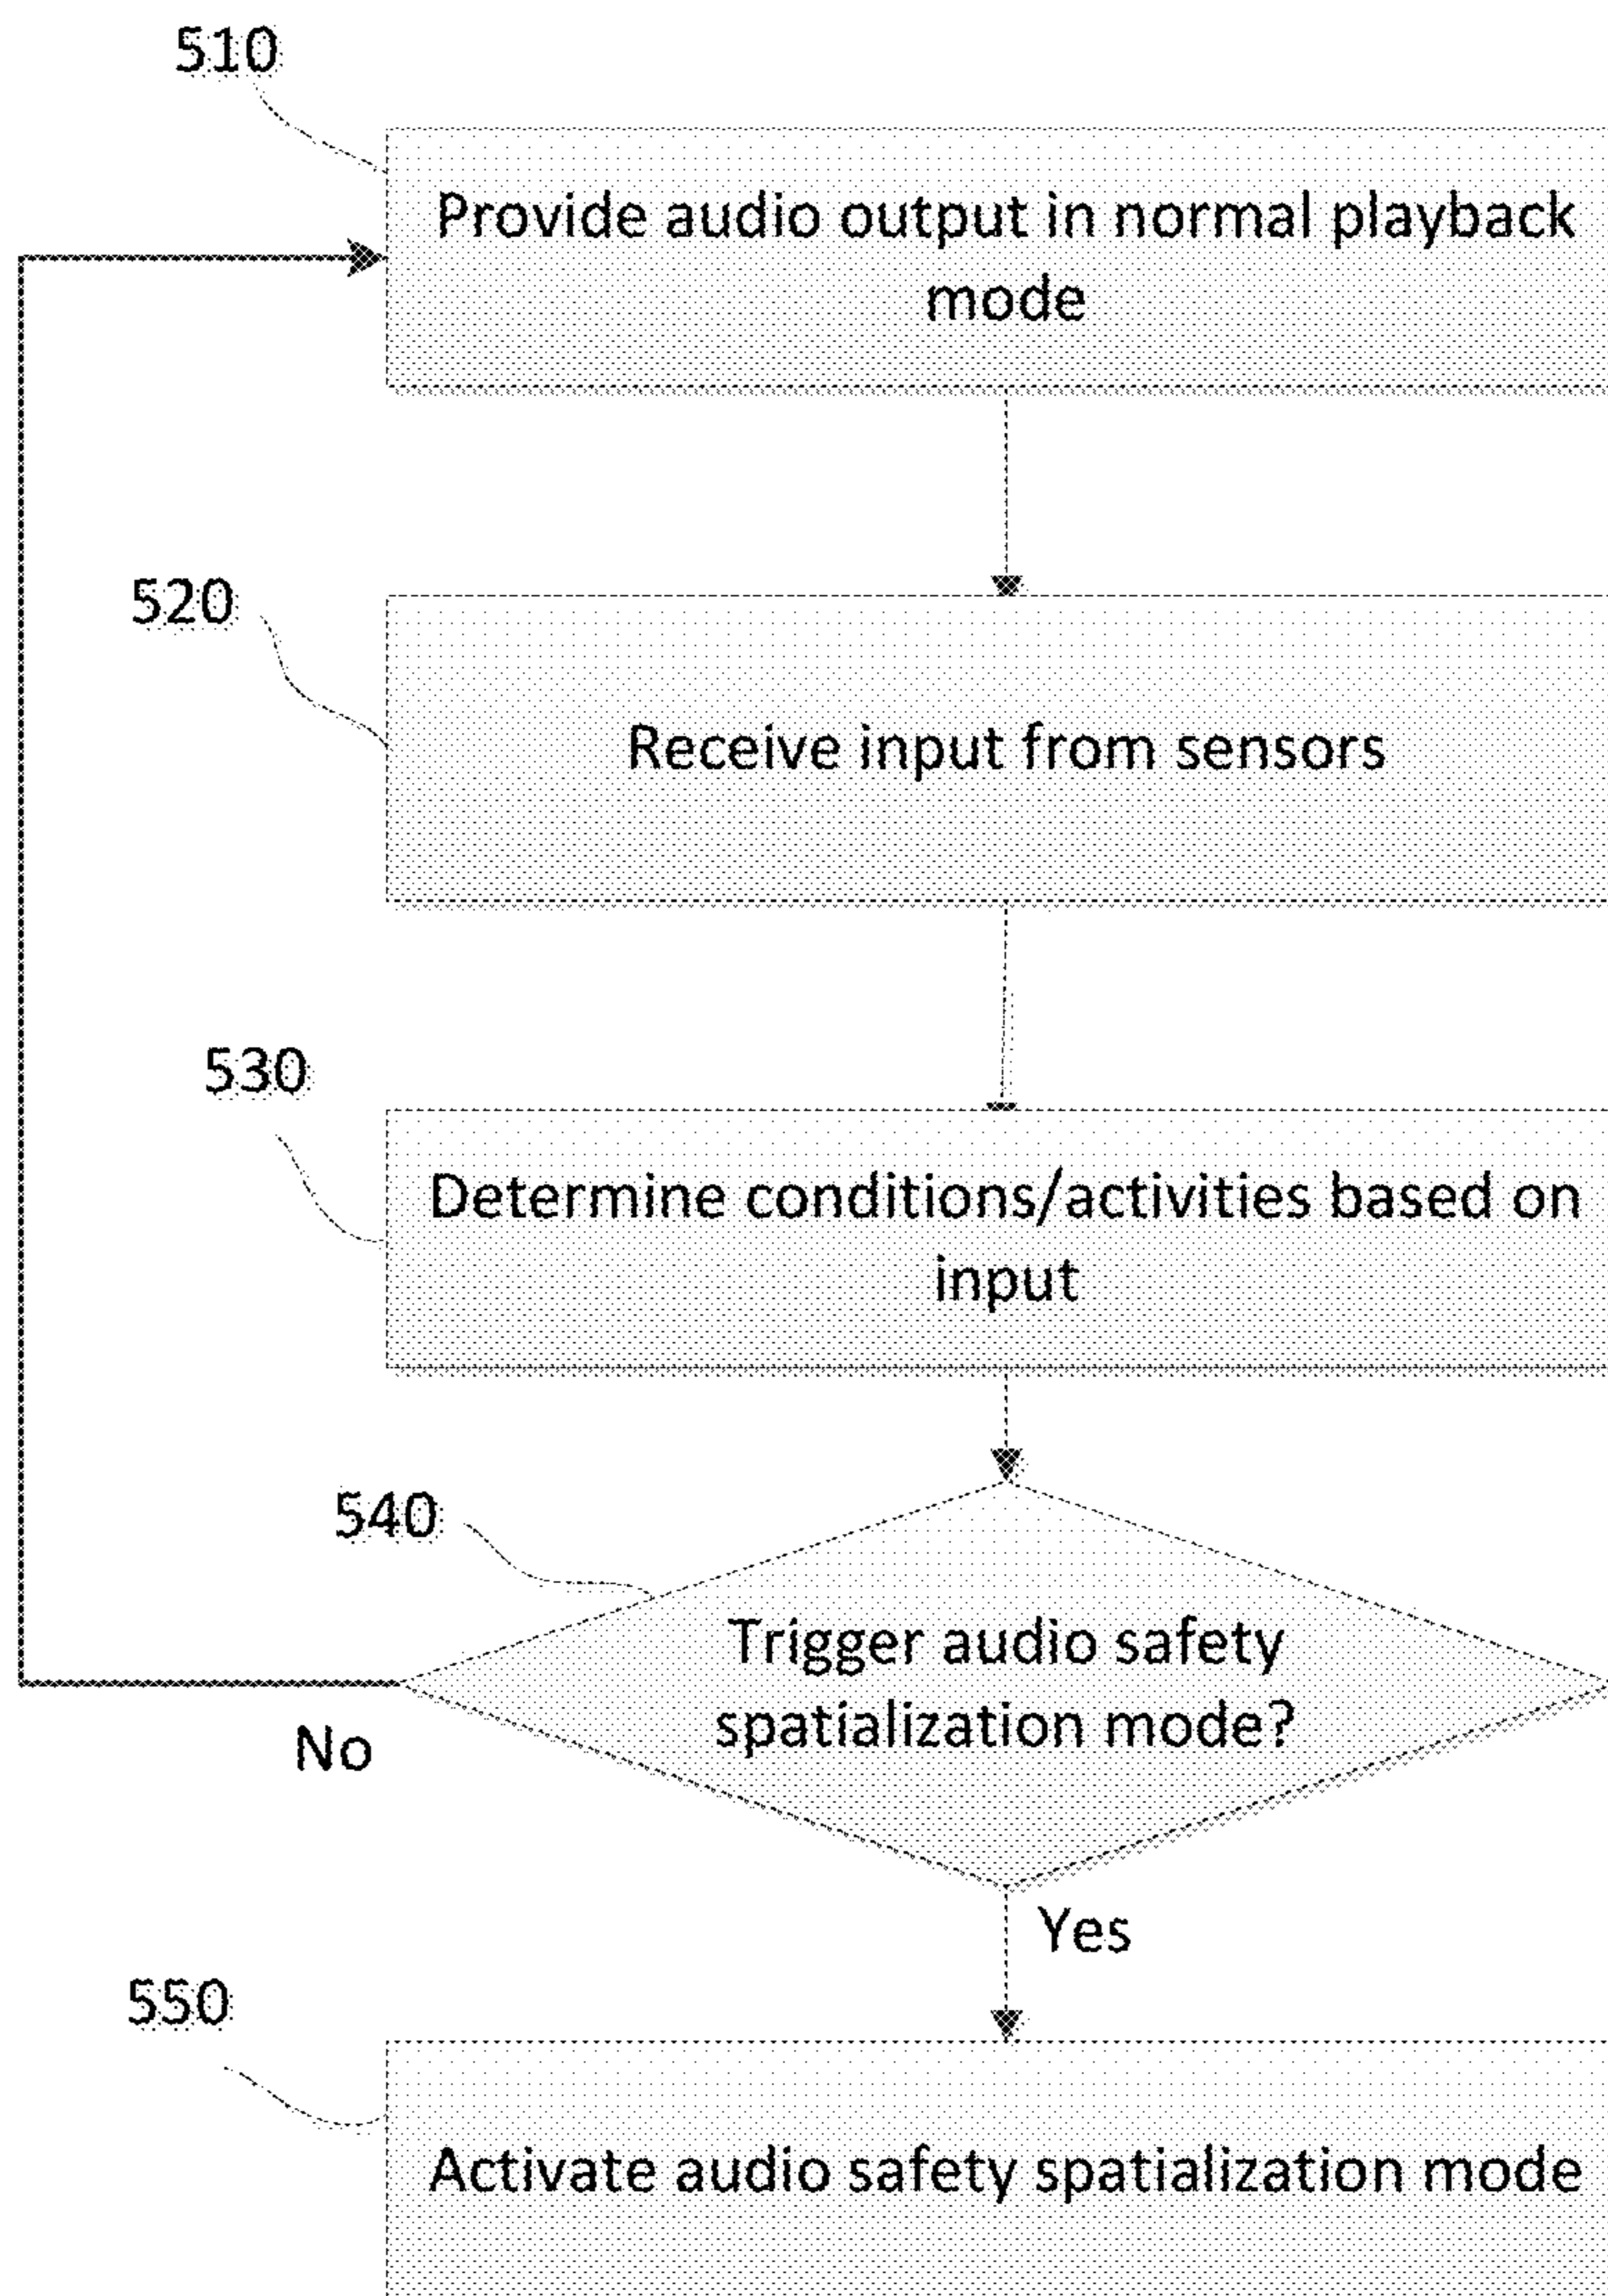 510
Provide audio output in normal playback
mode
520
Receive input from sensors
530
Determine conditions/activities based on
input
540
Trigger audio safety
spatialization mode?
No
Yes
550
Activate audio safety spatialization mode